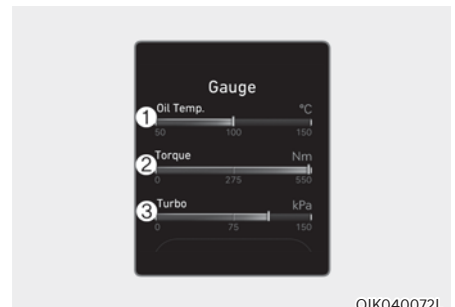 Gauge
① Oil Temp. °C
50 100 150
② Torque Nm
0 275 550
③ Turbo kPa
0 75 150
OIK040072L